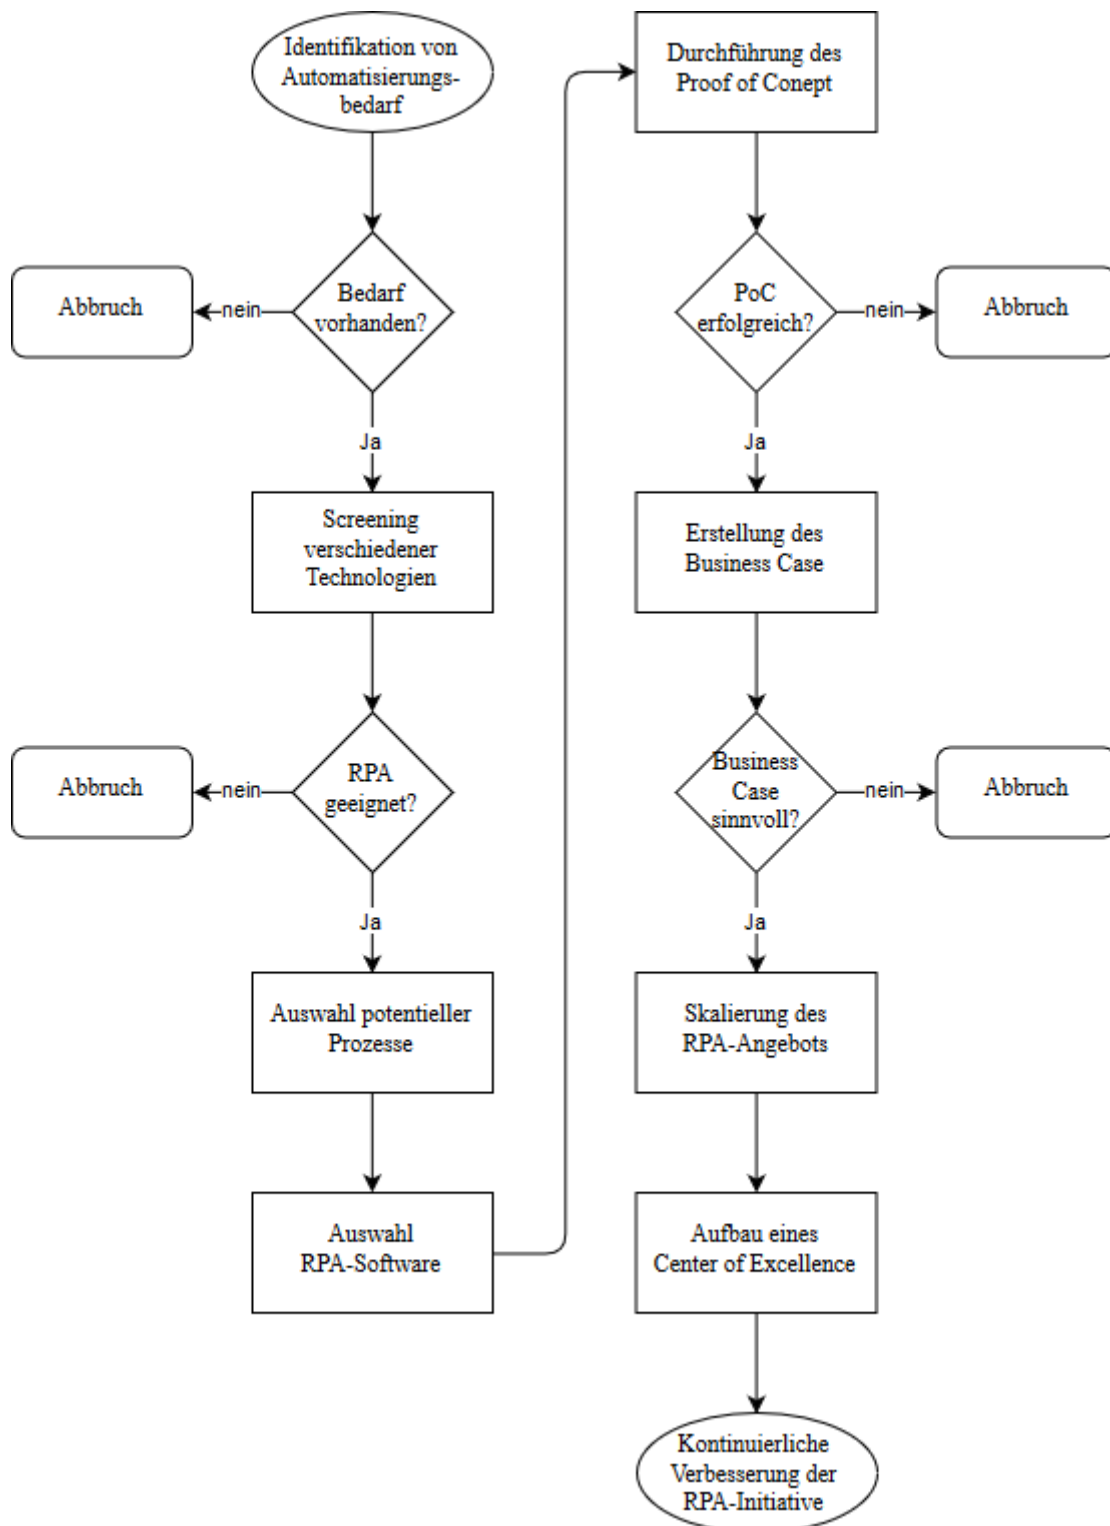 Identifikation von
Automatisierungs-
bedarf
Bedarf
vorhanden?
nein
Abbruch
Ja
Screening
verschiedener
Technologien
RPA
geeignet?
nein
Abbruch
Ja
Auswahl potentieller
Prozesse
Auswahl
RPA-Software
Durchführung des
Proof of Conept
PoC
erfolgreich?
nein
Abbruch
Ja
Erstellung des
Business Case
Business
Case
sinnvoll?
nein
Abbruch
Ja
Skalierung des
RPA-Angebots
Aufbau eines
Center of Excellence
Kontinuierliche
Verbesserung der
RPA-Initiative